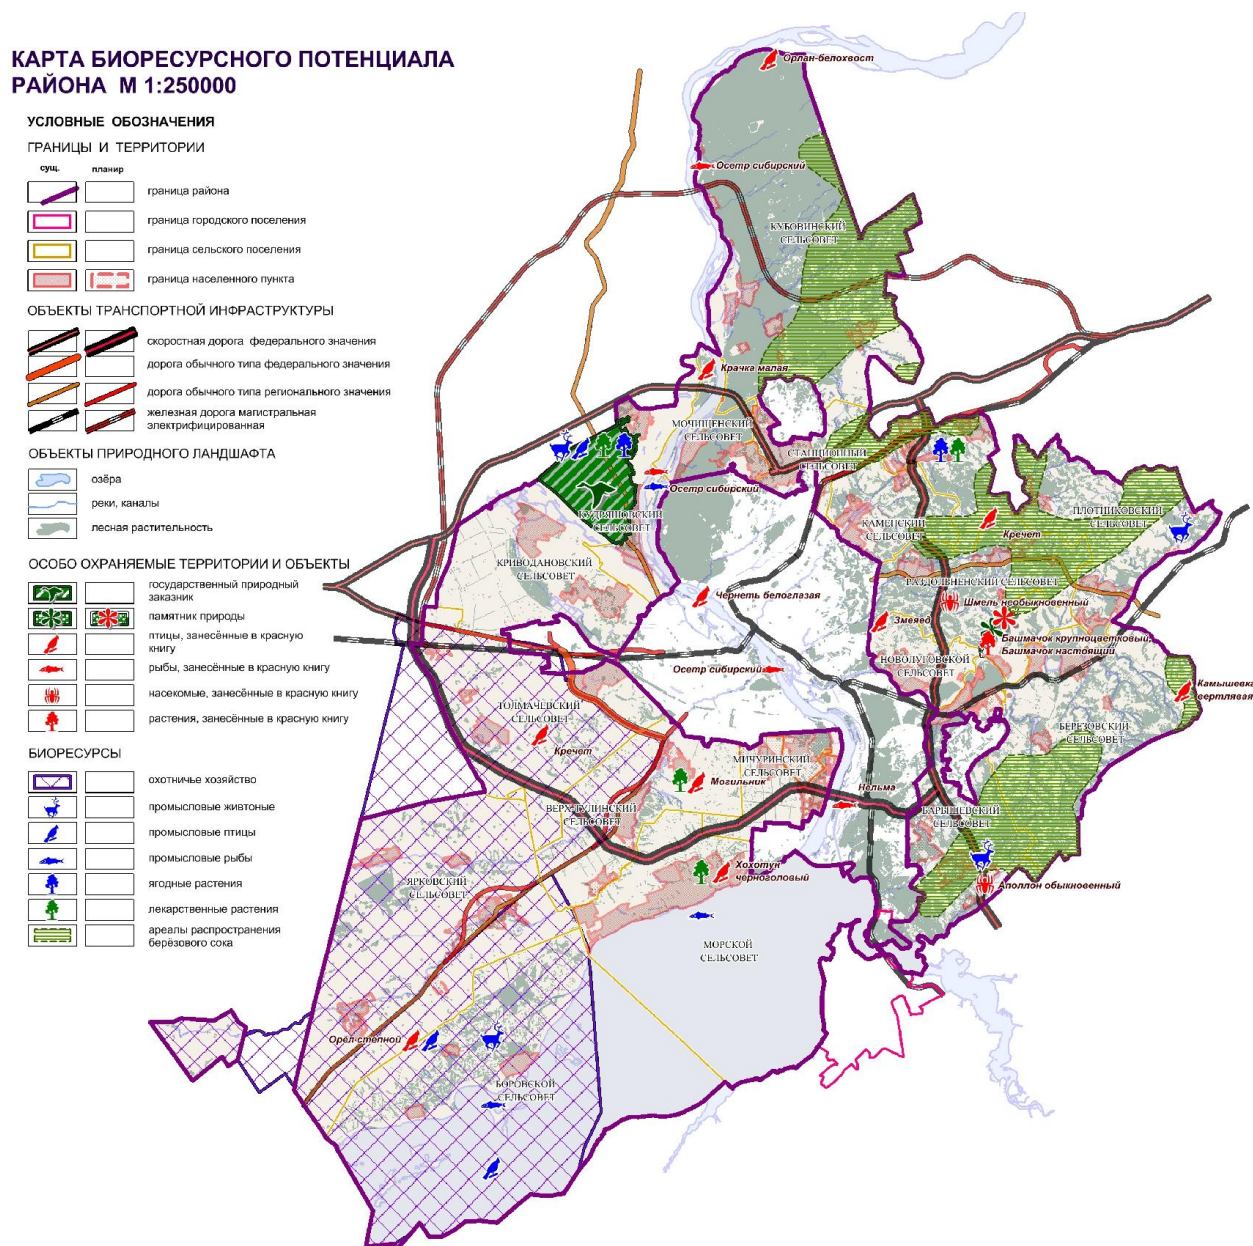 КАРТА БИОРЕСУРСНОГО ПОТЕНЦИАЛА
РАЙОНА М 1:250000
УСЛОВНЫЕ ОБОЗНАЧЕНИЯ
ГРАНИЦЫ И ТЕРРИТОРИИ
сущ. планир
граница района
граница городского поселения
граница сельского поселения
граница населенного пункта
ОБЪЕКТЫ ТРАНСПОРТНОЙ ИНФРАСТРУКТУРЫ
скоростная дорога федерального значения
дорога обычного типа федерального значения
дорога обычного типа регионального значения
железная дорога магистральная
электрифицированная
ОБЪЕКТЫ ПРИРОДНОГО ЛАНДШАФТА
озёра
реки, каналы
лесная растительность
ОСОБО ОХРАНЯЕМЫЕ ТЕРРИТОРИИ И ОБЪЕКТЫ
государственный природный
заказник
памятник природы
птицы, занесённые в красную
книгу
рыбы, занесённые в красную книгу
насекомые, занесённые в красную книгу
растения, занесённые в красную книгу
БИОРЕСУРСЫ
охотничье хозяйство
промысловые живтоные
промысловые птицы
промысловые рыбы
ягодные растения
лекарственные растения
ареалы распространения
берёзового сока
Орлан-белохвост
Осетр сибирский
КУБОВИНСКИЙ
СЕЛЬСОВЕТ
Крачка малая
МОЧИЩЕНСКИЙ
СЕЛЬСОВЕТ
СТАНЦИОННЫЙ
СЕЛЬСОВЕТ
Осетр сибирский
КУДРЯШОВСКИЙ
СЕЛЬСОВЕТ
КАМЕНСКИЙ
СЕЛЬСОВЕТ
Кречет
ПЛОТНИКОВСКИЙ
СЕЛЬСОВЕТ
КРИВОДАНОВСКИЙ
СЕЛЬСОВЕТ
РАЗДОЛЬНЕНСКИЙ СЕЛЬСОВЕТ
Чернеть белоглазая
Шмель необыкновенный
Змееяд
Башмачок крупноцветковый,
Башмачок настоящий
Осетр сибирский
НОВОЛУГОВСКОЙ
СЕЛЬСОВЕТ
Камышевка
вертлявая
ТОЛМАЧЕВСКИЙ
СЕЛЬСОВЕТ
БЕРЕЗОВСКИЙ
СЕЛЬСОВЕТ
Кречет
МИЧУРИНСКИЙ
СЕЛЬСОВЕТ
Могильник
Нельма
ВЕРХ-ТУЛИНСКИЙ
СЕЛЬСОВЕТ
БАРЫШЕВСКИЙ
СЕЛЬСОВЕТ
ЯРКОВСКИЙ
СЕЛЬСОВЕТ
Хохотун
черноголовый
Аполлон обыкновенный
МОРСКОЙ
СЕЛЬСОВЕТ
Орёл степной
БОРОВСКОЙ
СЕЛЬСОВЕТ